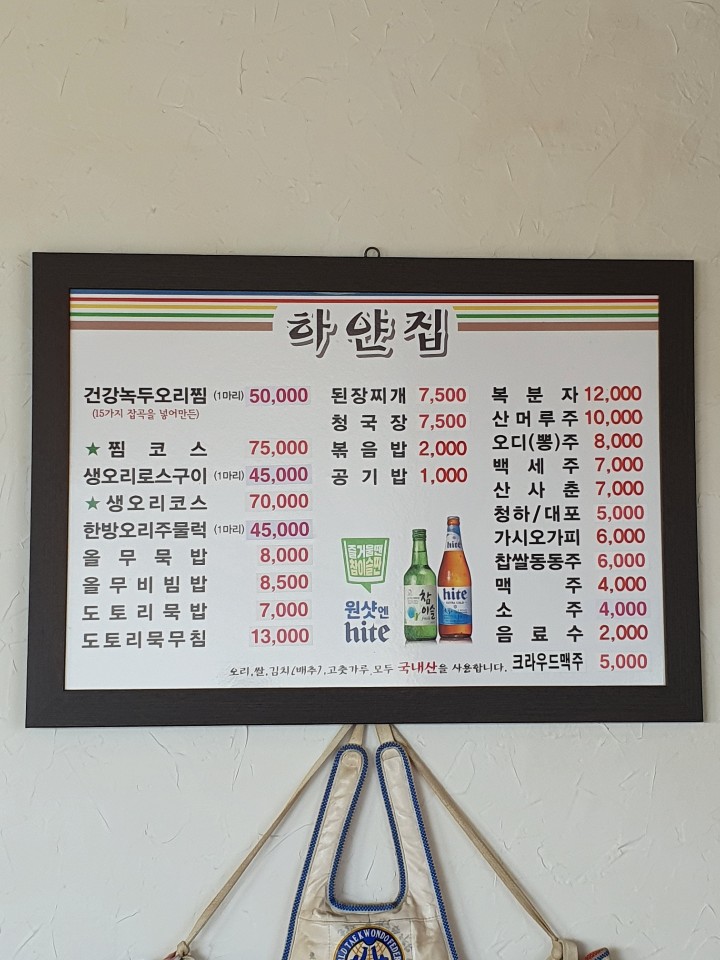 하얀집
건강녹두오리찜 (1마리) 50,000
(15가지 잡곡을 넣어만든)
★찜코스 75,000
생오리로스구이 (1마리) 45,000
★생오리코스 70,000
한방오리주물럭 (1마리) 45,000
올무묵밥 8,000
올무비빔밥 8,500
도토리묵밥 7,000
도토리묵무침 13,000
된장찌개 7,500
청국장 7,500
볶음밥 2,000
공기밥 1,000
복분자 12,000
산머루주 10,000
오디(뽕)주 8,000
백세주 7,000
산사춘 7,000
청하/대포 5,000
가시오가피 6,000
찹쌀동동주 6,000
맥주 4,000
소주 4,000
음료수 2,000
크라우드맥주 5,000
즐거울땐
참이슬만
원샷엔
hite
참
이슬
hite
hite
오리,쌀,김치(배추),고춧가루 모두 국내산을 사용합니다.
LD TAEKWONDO FEDER